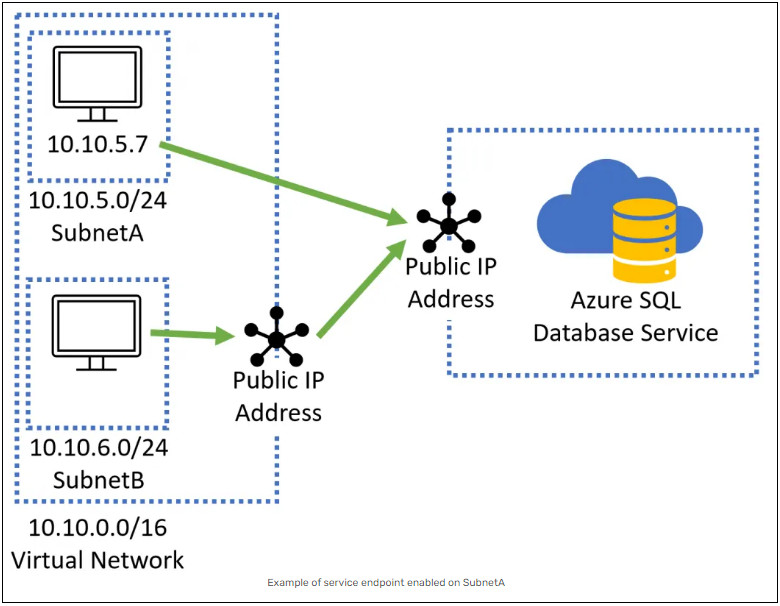 10.10.5.7
10.10.5.0/24
SubnetA
10.10.6.0/24
SubnetB
10.10.0.0/16
Virtual Network
Public IP
Address
Public IP
Address
Azure SQL
Database Service
Example of service endpoint enabled on SubnetA